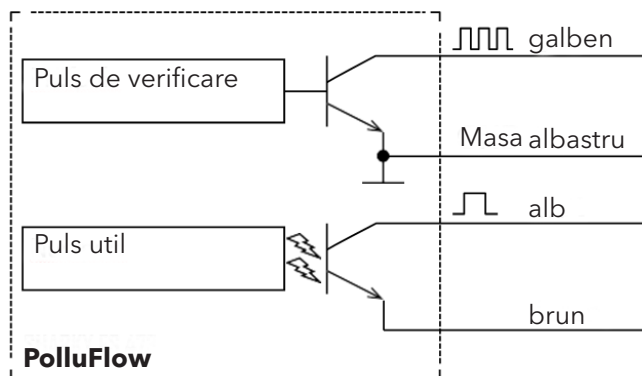 galben
Puls de verificare
Masa albastru
alb
Puls util
brun
PolluFlow